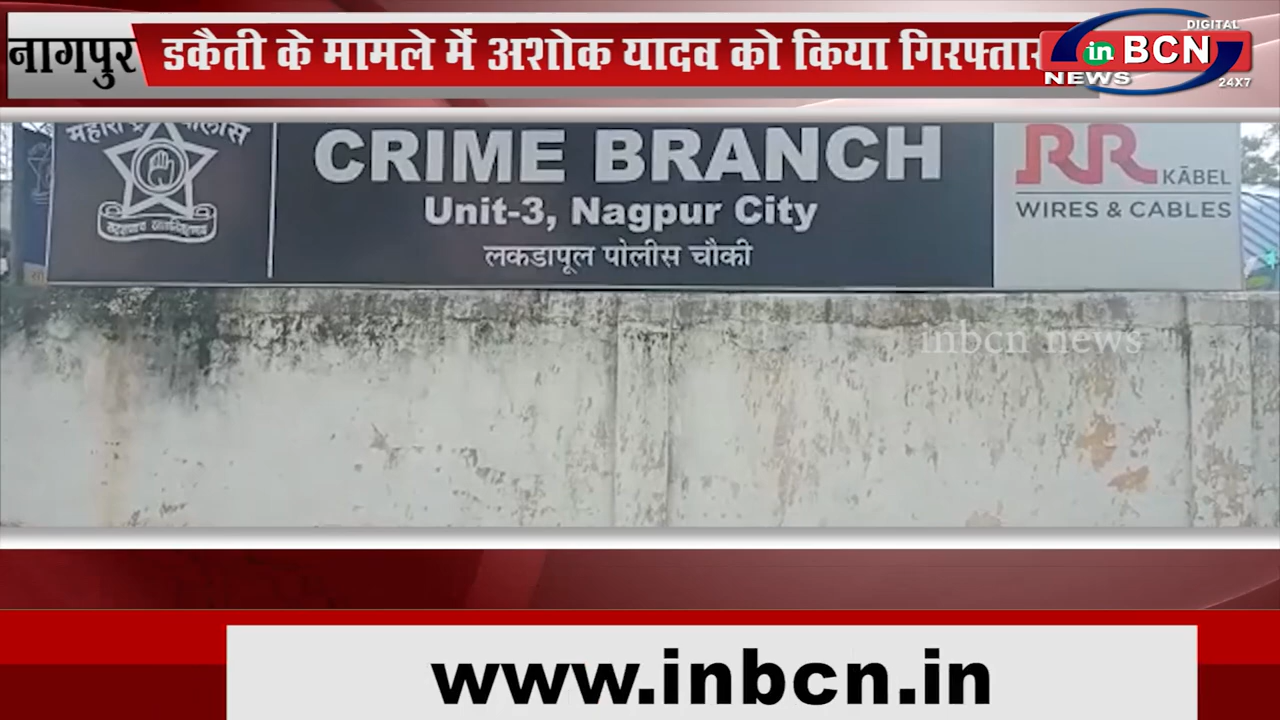 नागपुर
डकैती के मामले में अशोक यादव को किया गिरफ्तार
DIGITAL
in BCN
NEWS
24X7
CRIME BRANCH
Unit-3, Nagpur City
लकडापूल पोलीस चौकी
RR KĀBEL
WIRES & CABLES
inbcn news
www.inbcn.in